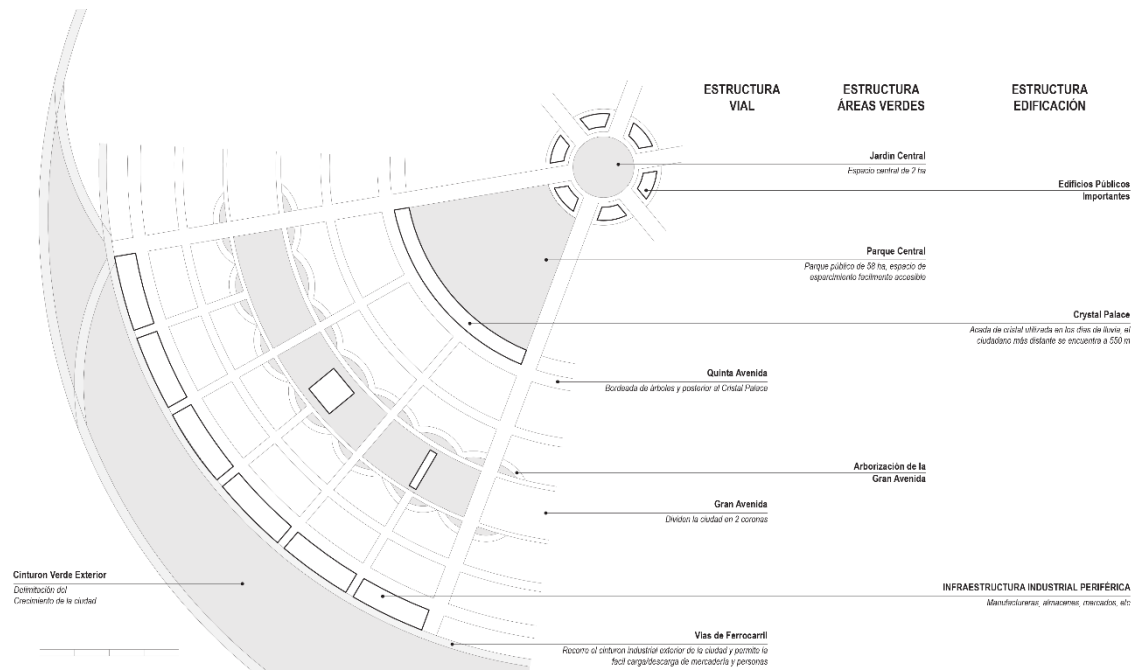 ESTRUCTURA
VIAL
ESTRUCTURA
ÁREAS VERDES
ESTRUCTURA
EDIFICACIÓN
Jardín Central
Espacio central de 2 ha
Edificios Públicos
Importantes
Parque Central
Parque público de 58 ha, espacio de
esparcimiento facilmente accesible
Crystal Palace
Acada de cristal utilizada en los días de lluvia, el
ciudadano más distante se encuentra a 550 m
Quinta Avenida
Bordeada de árboles y posterior al Cristal Palace
Arborización de la
Gran Avenida
Gran Avenida
Dividen la ciudad en 2 coronas
Cinturon Verde Exterior
Delimitación del
Crecimiento de la ciudad
INFRAESTRUCTURA INDUSTRIAL PERIFÉRICA
Manufactureras, almacenes, mercados, etc
Vías de Ferrocarril
Recorre el cinturon industrial exterior de la ciudad y permite la
facil carga/descarga de mercadería y personas